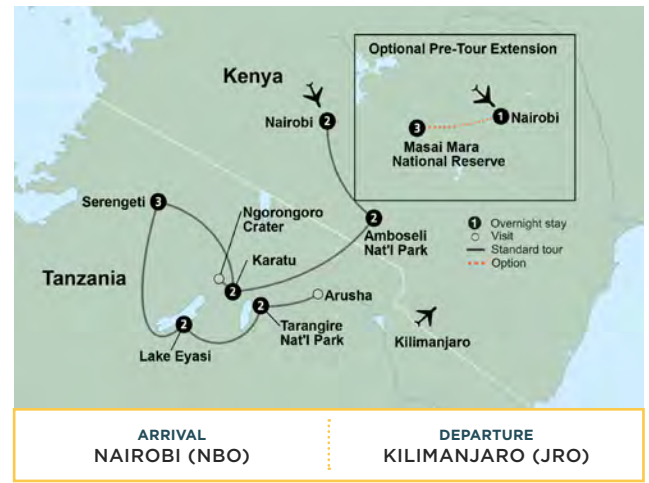 Optional Pre-Tour Extension
Kenya
1
Nairobi
3
Masai Mara
National Reserve
Nairobi
2
Serengeti
3
Ngorongoro
Crater
2
Amboseli
Nat'l Park
1 Overnight stay
Visit
Standard tour
Option
Karatu
Tanzania
2
2
Arusha
Tarangire
Nat'l Park
2
Lake Eyasi
Kilimanjaro
ARRIVAL
NAIROBI (NBO)
DEPARTURE
KILIMANJARO (JRO)